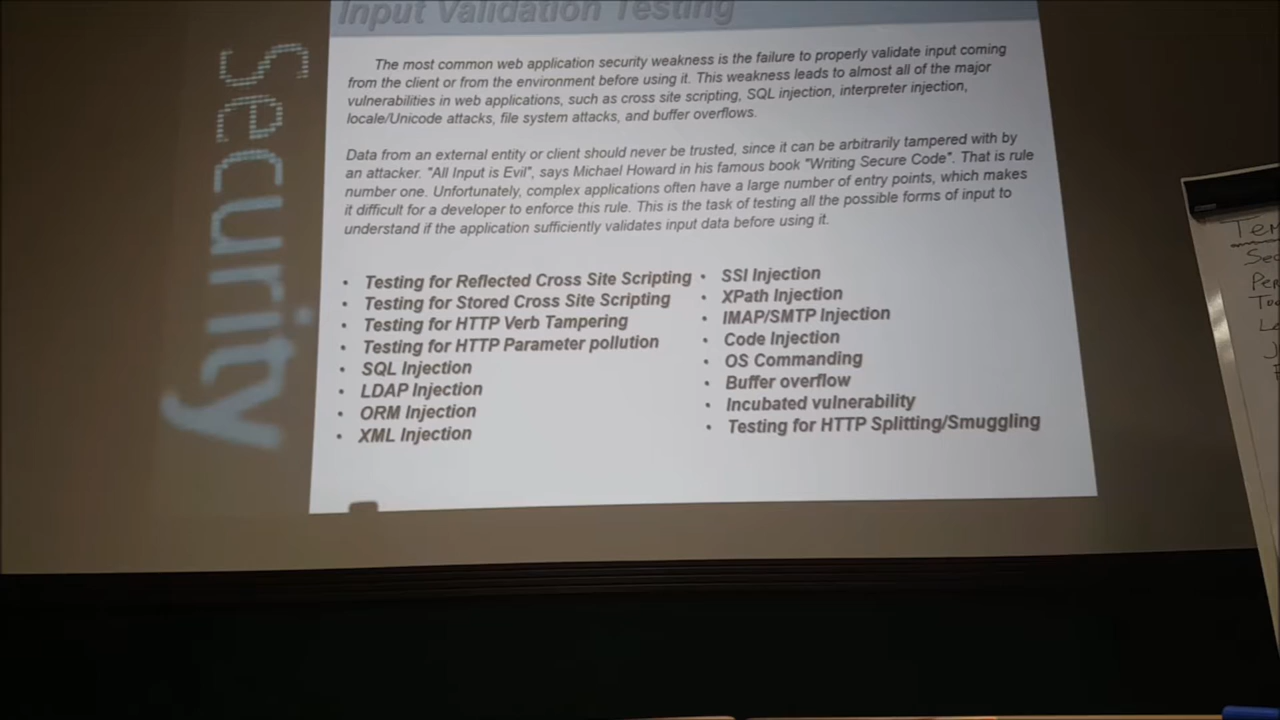 Input Validation Testing
Security
The most common web application security weakness is the failure to properly validate input coming
from the client or from the environment before using it. This weakness leads to almost all of the major
vulnerabilities in web applications, such as cross site scripting, SQL injection, interpreter injection,
locale/Unicode attacks, file system attacks, and buffer overflows.
Data from an external entity or client should never be trusted, since it can be arbitrarily tampered with by
an attacker. "All Input is Evil", says Michael Howard in his famous book "Writing Secure Code". That is rule
number one. Unfortunately, complex applications often have a large number of entry points, which makes
it difficult for a developer to enforce this rule. This is the task of testing all the possible forms of input to
understand if the application sufficiently validates input data before using it.
• Testing for Reflected Cross Site Scripting
• Testing for Stored Cross Site Scripting
• Testing for HTTP Verb Tampering
• Testing for HTTP Parameter pollution
• SQL Injection
• LDAP Injection
• ORM Injection
• XML Injection
• SSI Injection
• XPath Injection
• IMAP/SMTP Injection
• Code Injection
• OS Commanding
• Buffer overflow
• Incubated vulnerability
• Testing for HTTP Splitting/Smuggling